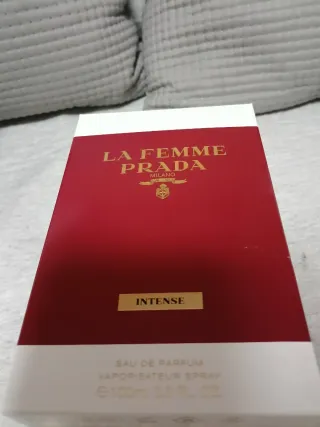 LA FEMME
PRADA
MILANO
INTENSE
EAU DE PARFUM
VAPORISATEUR SPRAY